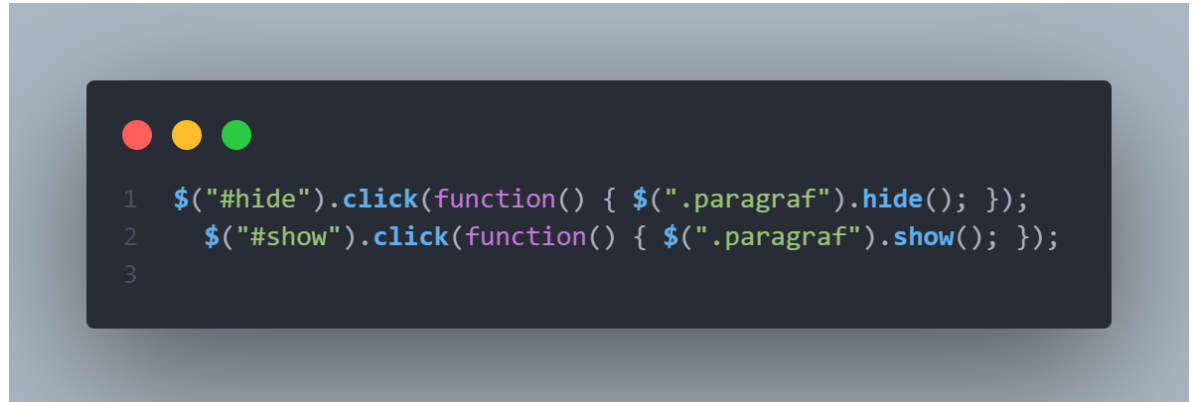 1 $("#hide").click(function() { $(".paragraf").hide(); });
2 $("#show").click(function() { $(".paragraf").show(); });
3